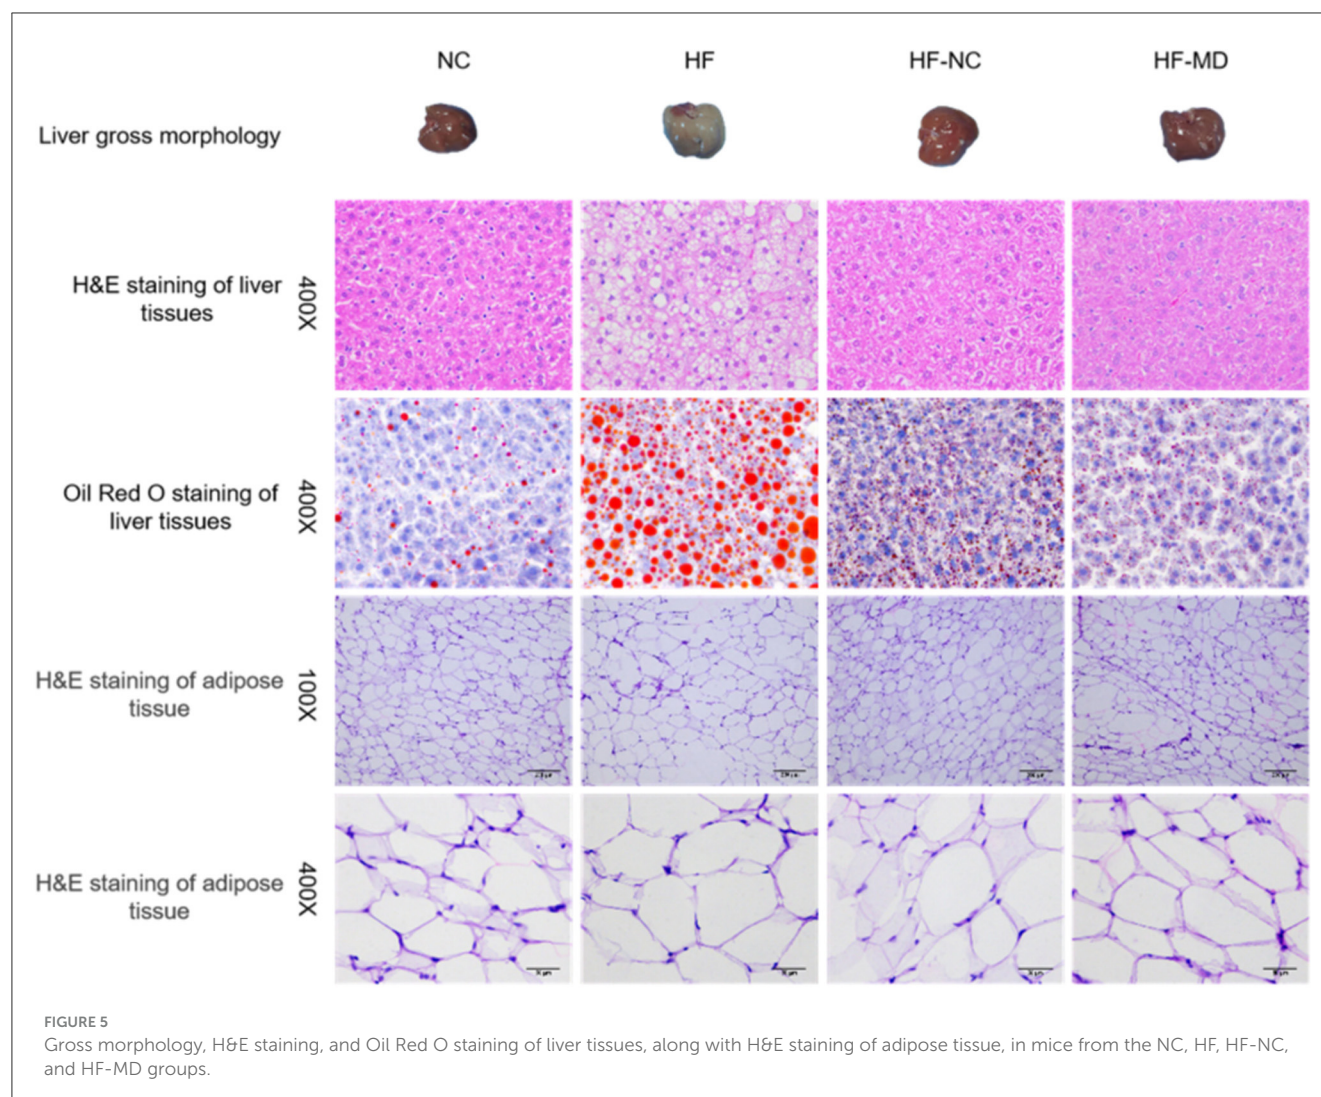 NC HF HF-NC HF-MD
Liver gross morphology
H&E staining of liver
tissues
400X
Oil Red O staining of
liver tissues
400X
H&E staining of adipose
tissue
100X
H&E staining of adipose
tissue
400X
FIGURE 5
Gross morphology, H&E staining, and Oil Red O staining of liver tissues, along with H&E staining of adipose tissue, in mice from the NC, HF, HF-NC,
and HF-MD groups.